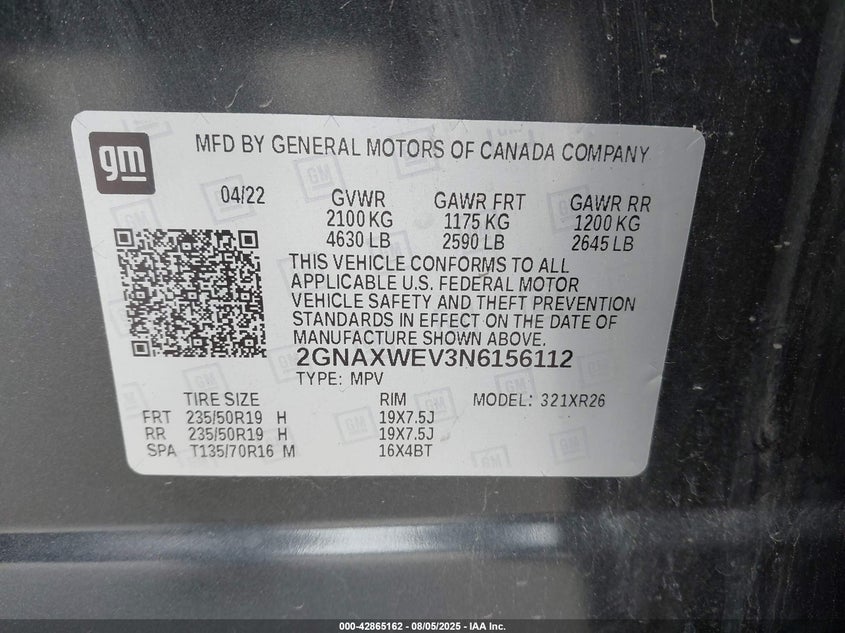 gm
MFD BY GENERAL MOTORS OF CANADA COMPANY
04/22 GVWR GAWR FRT GAWR RR
2100 KG 1175 KG 1200 KG
4630 LB 2590 LB 2645 LB
THIS VEHICLE CONFORMS TO ALL
APPLICABLE U.S. FEDERAL MOTOR
VEHICLE SAFETY AND THEFT PREVENTION
STANDARDS IN EFFECT ON THE DATE OF
MANUFACTURE SHOWN ABOVE.
2GNAXWEV3N6156112
TYPE: MPV
TIRE SIZE RIM MODEL: 321XR26
FRT 235/50R19 H 19X7.5J
RR 235/50R19 H 19X7.5J
SPA T135/70R16 M 16X4BT
000-42865162 - 08/05/2025 - IAA Inc.